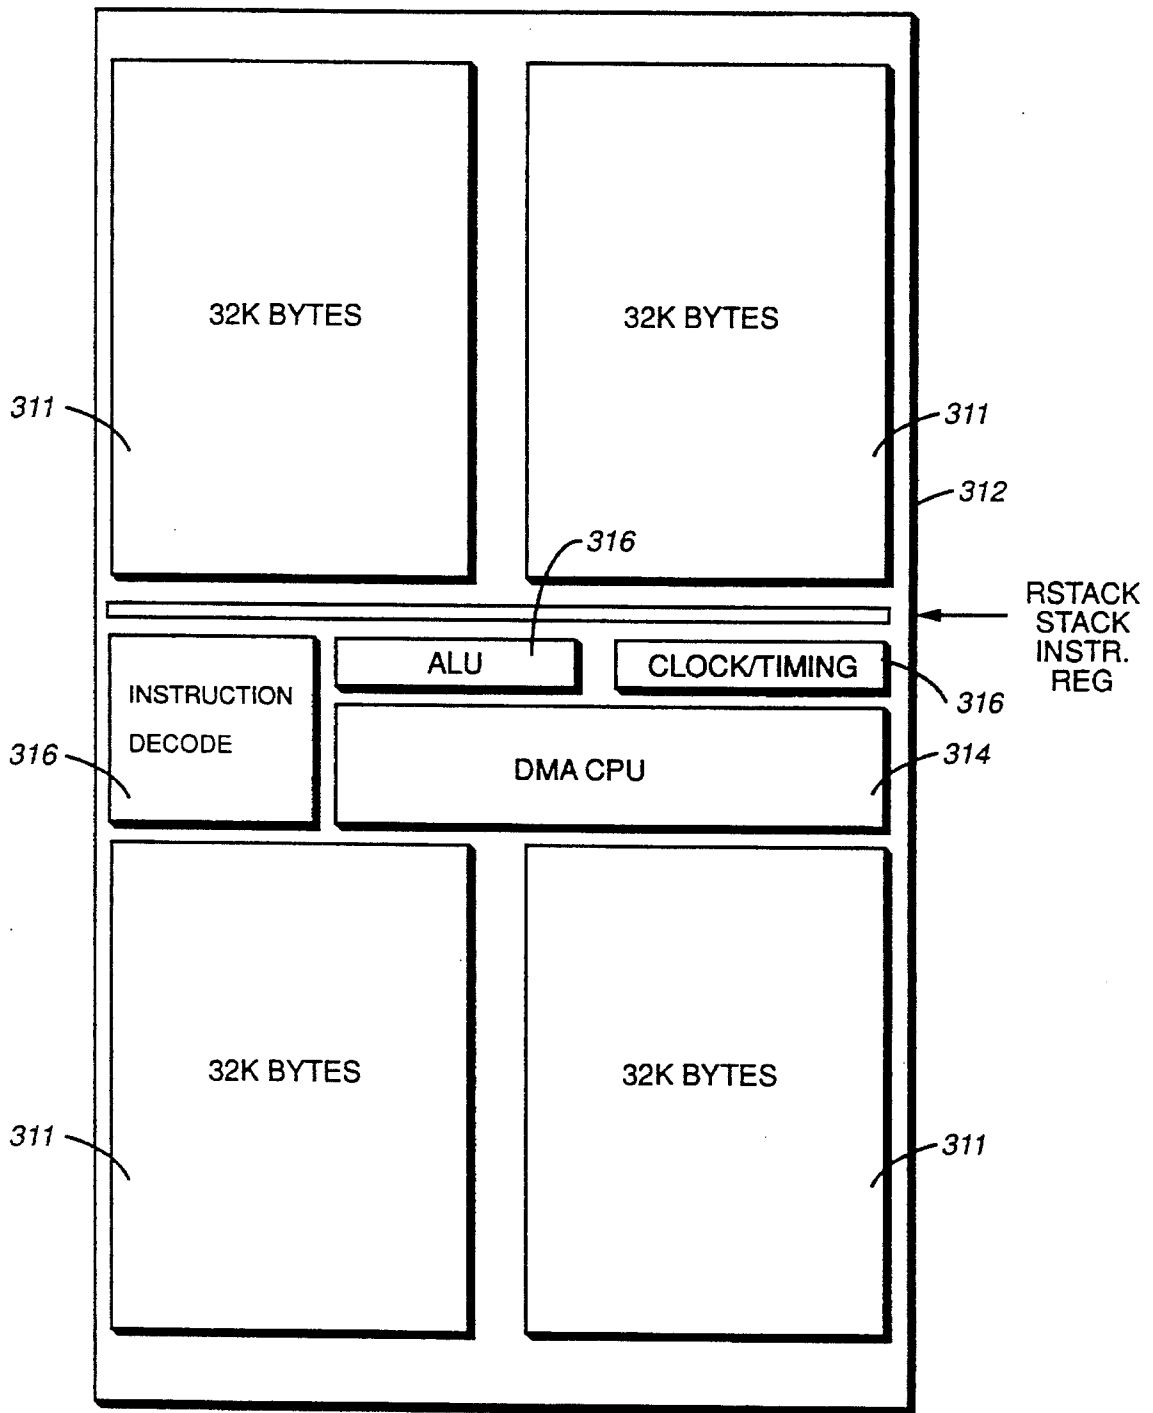 32K BYTES
32K BYTES
311
311
312
316
RSTACK
STACK
INSTR.
REG
ALU
CLOCK/TIMING
316
INSTRUCTION
DECODE
316
DMA CPU
314
32K BYTES
32K BYTES
311
311